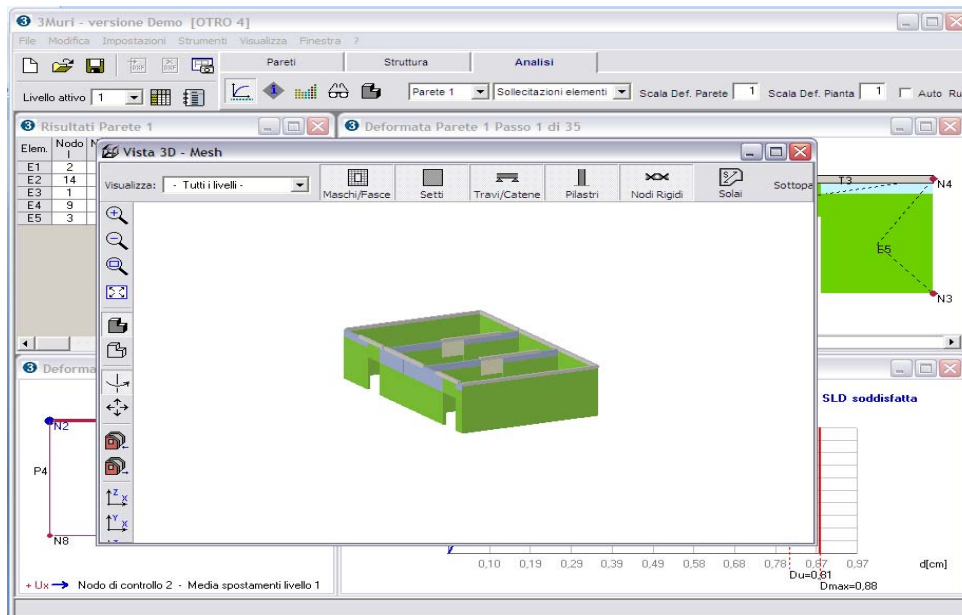 3Muri - versione Demo [OTRO 4]
File Modifica Impostazioni Strumenti Visualizza Finestra ?
Pareti Struttura Analisi
Livello attivo 1 Parete 1 Sollecitazioni elementi Scala Def. Parete 1 Scala Def. Pianta 1 Auto Ru
Risultati Parete 1
Deformata Parete 1 Passo 1 di 35
Elem. Nodo I N
E1 2
E2 14
E3 1
E4 9
E5 3
Vista 3D - Mesh
Visualizza: - Tutti i livelli -
Maschi/Fasce Setti Travi/Catene Pilastri Nodi Rigidi Solai Sottopa
T3
N4
E5
N3
Deforma
SLD soddisfatta
N2
P4
N8
0,10 0,19 0,29 0,39 0,49 0,58 0,68 0,78 0,87 0,97 d[cm]
Du=0,81
Dmax=0,88
+ Ux Nodo di controllo 2 - Media spostamenti livello 1